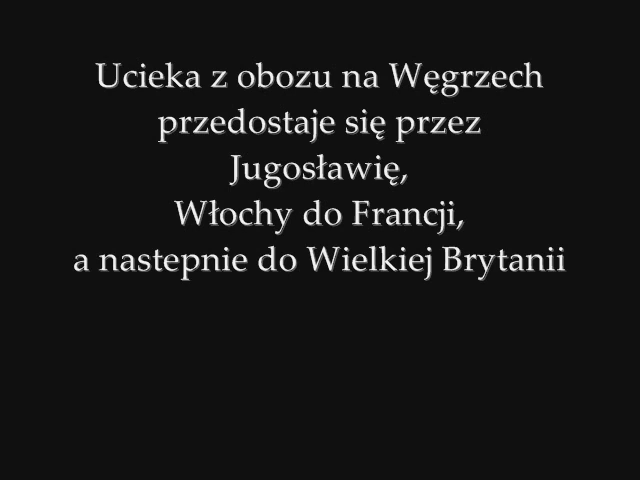 Ucieka z obozu na Węgrzech
przedostaje się przez
Jugosławię,
Włochy do Francji,
a nastepnie do Wielkiej Brytanii